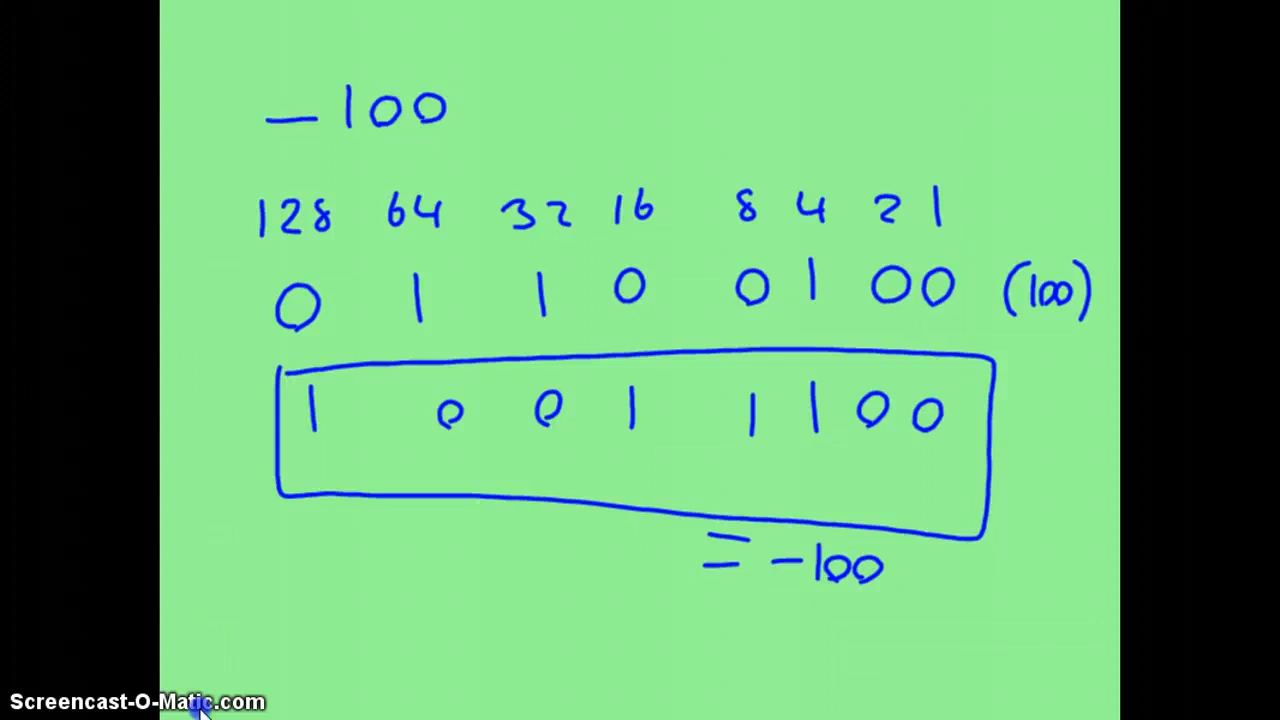 – 100
128 64 32 16 8 4 2 1
0 1 1 0 0 1 0 0 (100)
1 0 0 1 1 1 0 0
= -100
Screencast-O-Matic.com